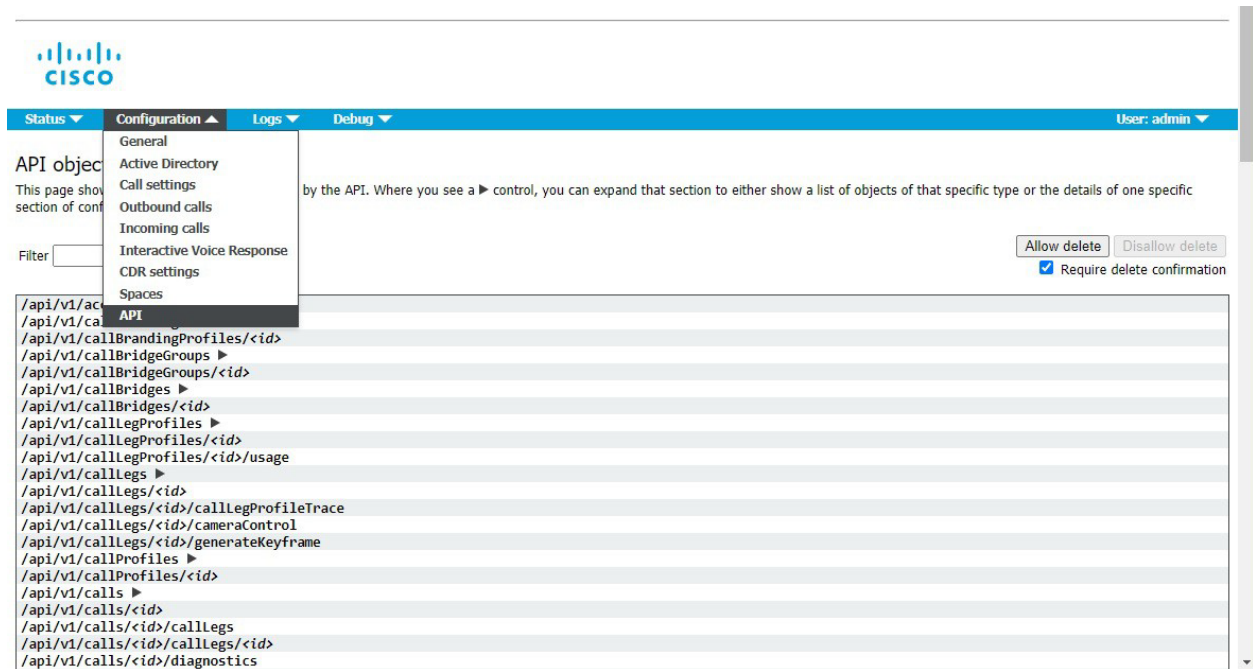 CISCO
Status Configuration Logs Debug User: admin
General
Active Directory
Call settings
Outbound calls
Incoming calls
Interactive Voice Response
CDR settings
Spaces
API
API objec
This page shov by the API. Where you see a ▶ control, you can expand that section to either show a list of objects of that specific type or the details of one specific
section of conf
Filter
Allow delete Disallow delete
Require delete confirmation
/api/v1/ac
/api/v1/cal
/api/v1/callBrandingProfiles/<id>
/api/v1/callBridgeGroups ▶
/api/v1/callBridgeGroups/<id>
/api/v1/callBridges ▶
/api/v1/callBridges/<id>
/api/v1/callLegProfiles ▶
/api/v1/callLegProfiles/<id>
/api/v1/callLegProfiles/<id>/usage
/api/v1/callLegs ▶
/api/v1/callLegs/<id>
/api/v1/callLegs/<id>/callLegProfileTrace
/api/v1/callLegs/<id>/cameraControl
/api/v1/callLegs/<id>/generateKeyframe
/api/v1/callProfiles ▶
/api/v1/callProfiles/<id>
/api/v1/calls ▶
/api/v1/calls/<id>
/api/v1/calls/<id>/callLegs
/api/v1/calls/<id>/callLegs/<id>
/api/v1/calls/<id>/diagnostics